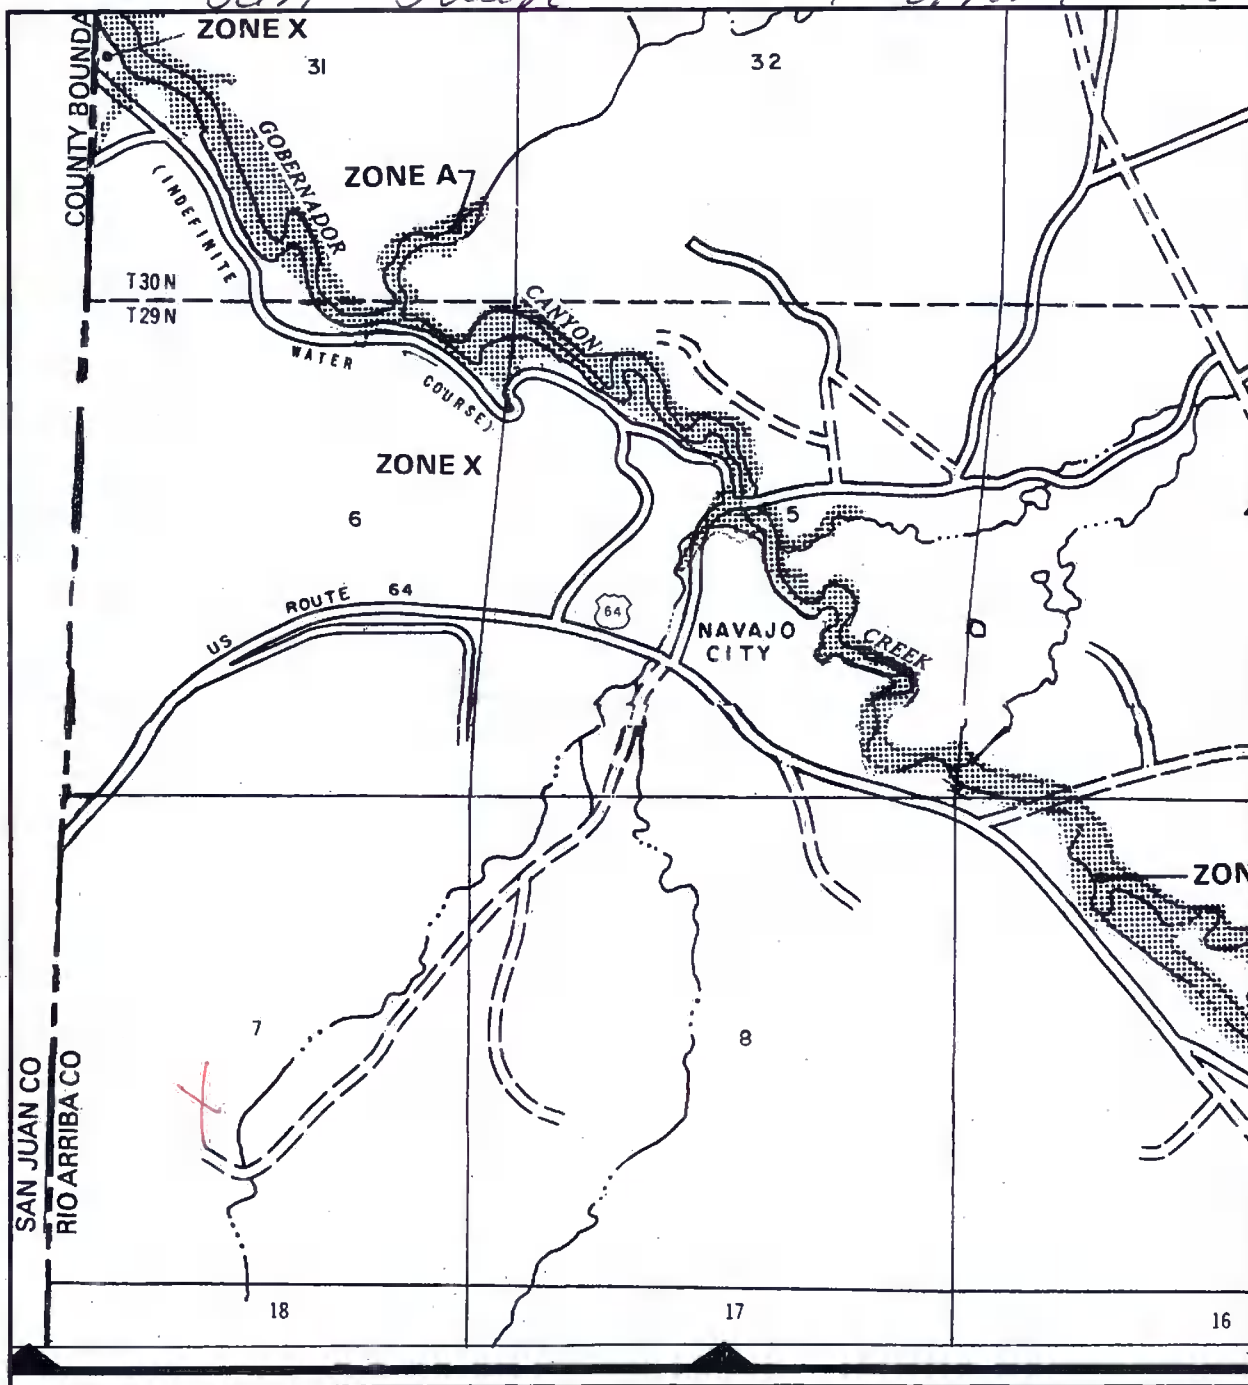 ZONE X
31
32
COUNTY BOUNDA
GOBERNADOR
ZONE A
(INDEFINITE
T30N
T29N
CANYON
WATER
COURSE)
ZONE X
6
5
ROUTE 64
US
64
NAVAJO
CITY
CREEK
ZON
7
8
SAN JUAN CO
RIO ARRIBA CO
18
17
16